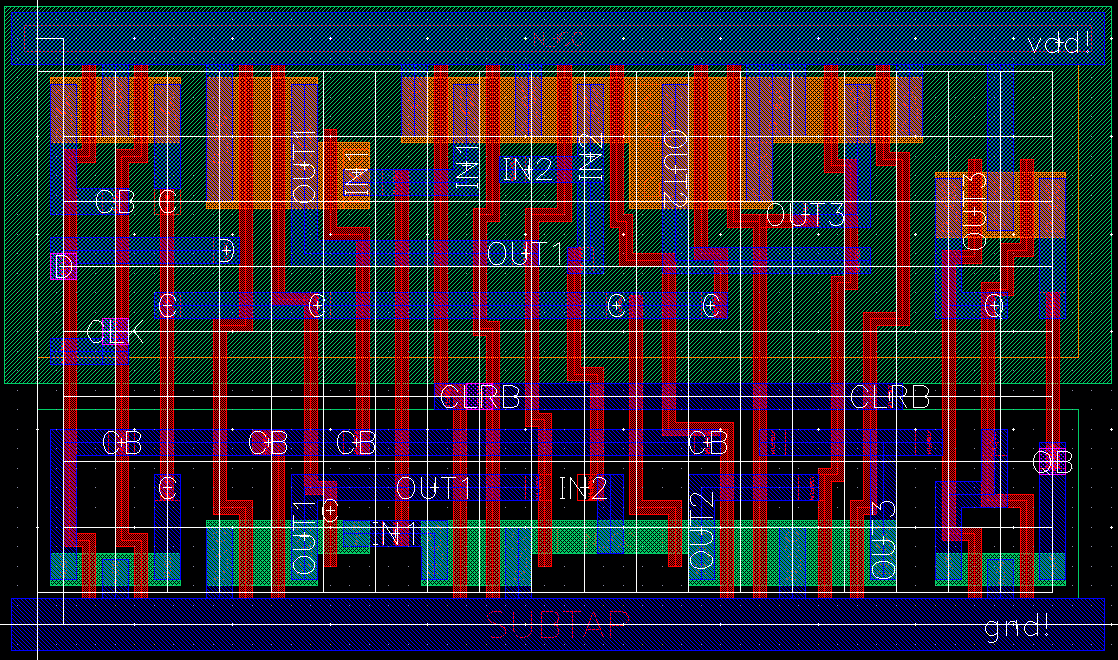 vdd!
OUT1
IN1
IN1
IN2
IN2
OUT2
CB
C
OUT3
OUT3
D
OUT1
D
C
C
C
C
C
CLK
CLRB
CLRB
CB
CB
CB
CB
QB
C
OUT1
IN2
C
OUT1
IN1
OUT2
OUT3
SUBTAP
gnd!